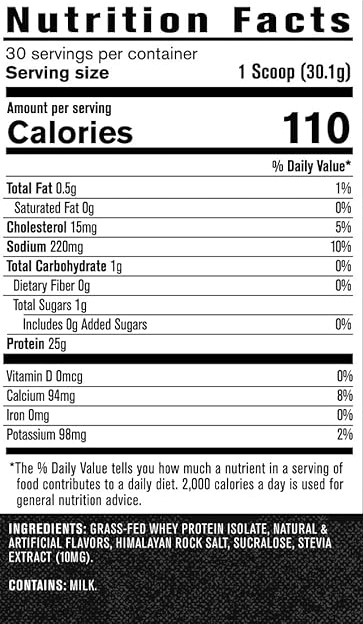 Nutrition Facts
30 servings per container
Serving size 1 Scoop (30.1g)
Amount per serving
Calories 110
% Daily Value*
Total Fat 0.5g 1%
Saturated Fat 0g 0%
Cholesterol 15mg 5%
Sodium 220mg 10%
Total Carbohydrate 1g 0%
Dietary Fiber 0g 0%
Total Sugars 1g
Includes 0g Added Sugars 0%
Protein 25g
Vitamin D 0mcg 0%
Calcium 94mg 8%
Iron 0mg 0%
Potassium 98mg 2%
*The % Daily Value tells you how much a nutrient in a serving of
food contributes to a daily diet. 2,000 calories a day is used for
general nutrition advice.
INGREDIENTS: GRASS-FED WHEY PROTEIN ISOLATE, NATURAL &
ARTIFICIAL FLAVORS, HIMALAYAN ROCK SALT, SUCRALOSE, STEVIA
EXTRACT (10MG).
CONTAINS: MILK.